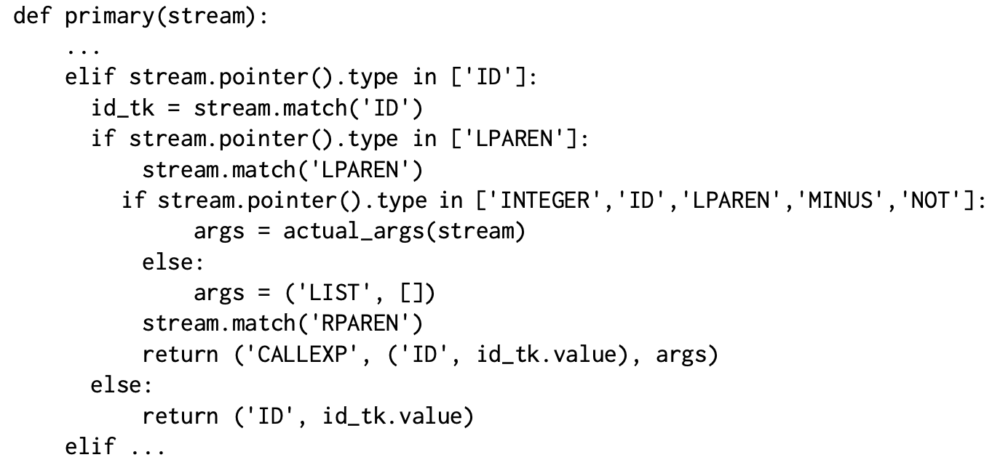 def primary(stream):
    ...
    elif stream.pointer().type in ['ID']:
      id_tk = stream.match('ID')
      if stream.pointer().type in ['LPAREN']:
          stream.match('LPAREN')
        if stream.pointer().type in ['INTEGER','ID','LPAREN','MINUS','NOT']:
              args = actual_args(stream)
          else:
              args = ('LIST', [])
          stream.match('RPAREN')
          return ('CALLEXP', ('ID', id_tk.value), args)
      else:
          return ('ID', id_tk.value)
    elif ...